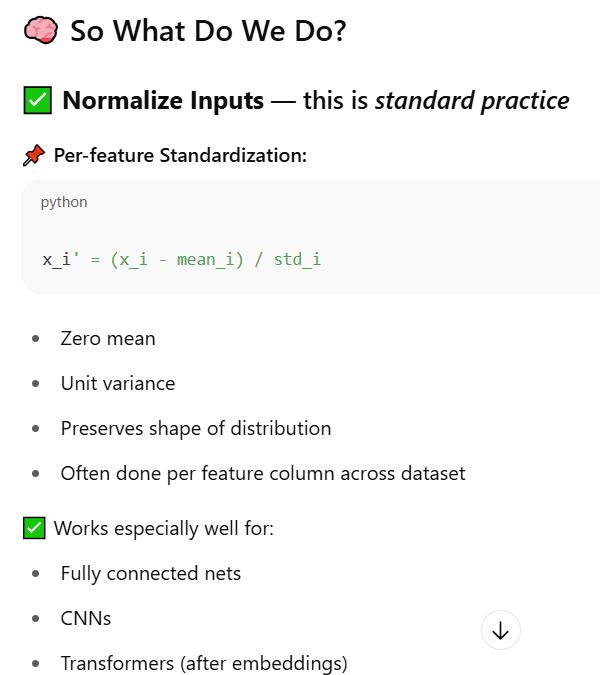 🧠 So What Do We Do?
✅ Normalize Inputs — this is standard practice
📌 Per-feature Standardization:
python
x_i' = (x_i - mean_i) / std_i
• Zero mean
• Unit variance
• Preserves shape of distribution
• Often done per feature column across dataset
✅ Works especially well for:
• Fully connected nets
• CNNs
• Transformers (after embeddings)